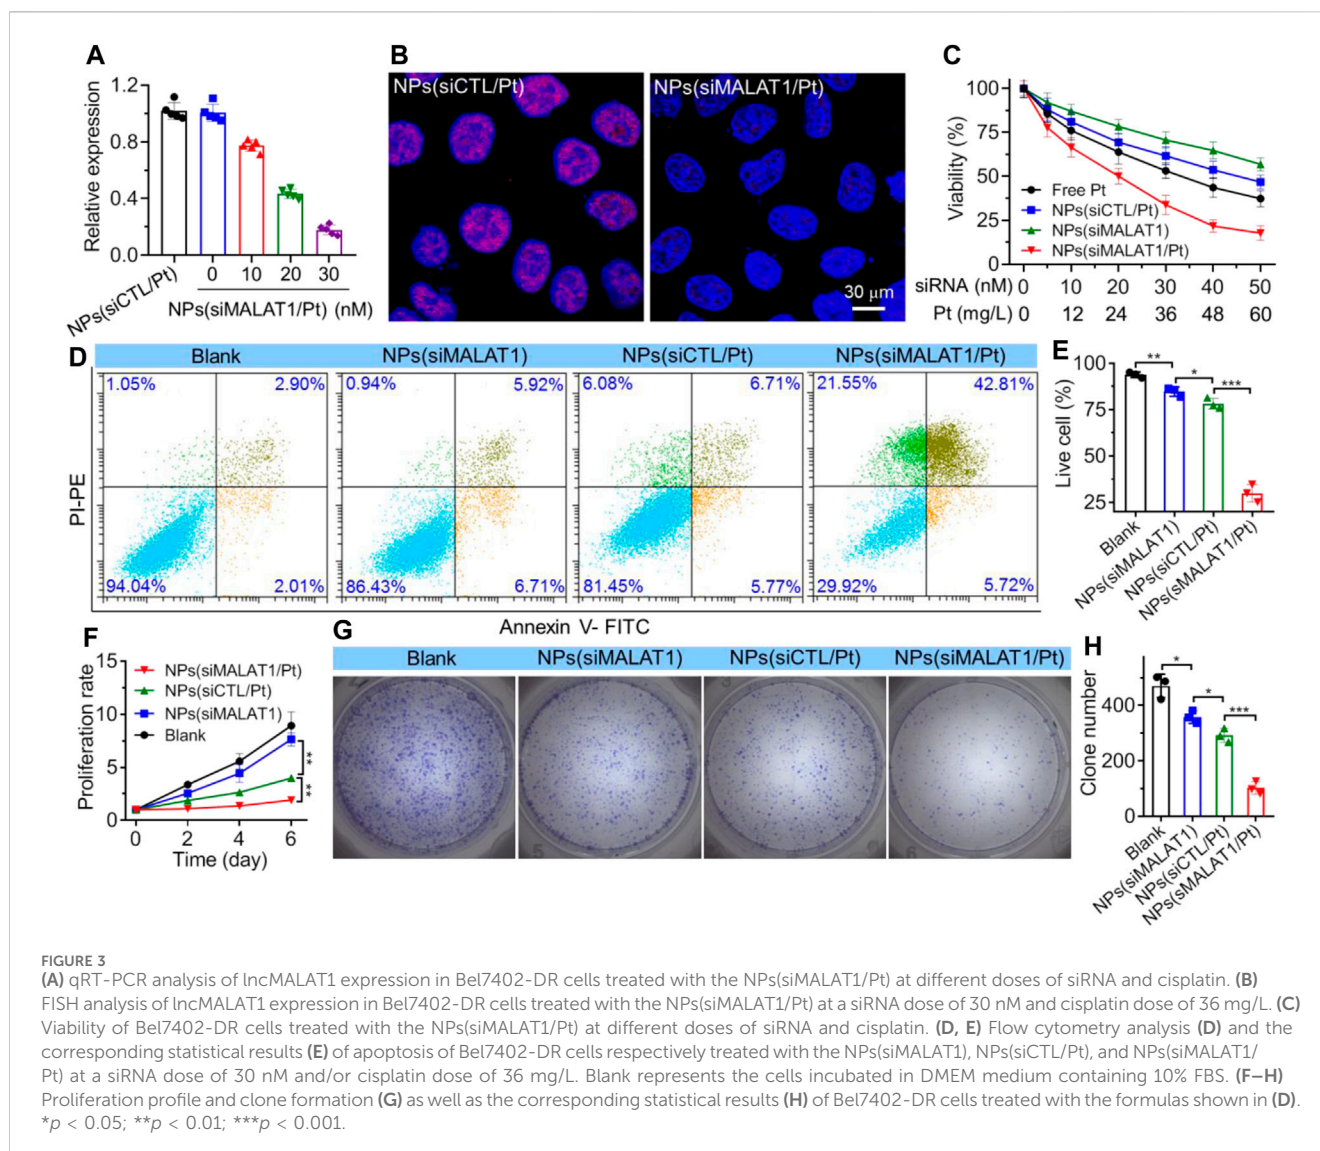 A
Relative expression
1.2
0.8
0.4
0.0
NPs(siCTL/Pt)
0
10
20
30
NPs(siMALAT1/Pt) (nM)
B
NPs(siCTL/Pt)
NPs(siMALAT1/Pt)
30 μm
C
Viability (%)
100
75
50
25
0
Free Pt
NPs(siCTL/Pt)
NPs(siMALAT1)
NPs(siMALAT1/Pt)
siRNA (nM)
0 10 20 30 40 50
Pt (mg/L)
0 12 24 36 48 60
D
Blank
NPs(siMALAT1)
NPs(siCTL/Pt)
NPs(siMALAT1/Pt)
1.05% 2.90%
0.94% 5.92%
6.08% 6.71%
21.55% 42.81%
PI-PE
94.04% 2.01%
86.43% 6.71%
81.45% 5.77%
29.92% 5.72%
Annexin V- FITC
E
Live cell (%)
100
75
50
25
**
*
***
Blank
NPs(siMALAT1)
NPs(siCTL/Pt)
NPs(sMALAT1/Pt)
F
Proliferation rate
15
10
5
0
NPs(siMALAT1/Pt)
NPs(siCTL/Pt)
NPs(siMALAT1)
Blank
**
**
0 2 4 6
Time (day)
G
Blank
NPs(siMALAT1)
NPs(siCTL/Pt)
NPs(siMALAT1/Pt)
H
Clone number
400
200
0
*
*
***
Blank
NPs(siMALAT1)
NPs(siCTL/Pt)
NPs(sMALAT1/Pt)
FIGURE 3
(A) qRT-PCR analysis of lncMALAT1 expression in Bel7402-DR cells treated with the NPs(siMALAT1/Pt) at different doses of siRNA and cisplatin. (B)
FISH analysis of lncMALAT1 expression in Bel7402-DR cells treated with the NPs(siMALAT1/Pt) at a siRNA dose of 30 nM and cisplatin dose of 36 mg/L. (C)
Viability of Bel7402-DR cells treated with the NPs(siMALAT1/Pt) at different doses of siRNA and cisplatin. (D, E) Flow cytometry analysis (D) and the
corresponding statistical results (E) of apoptosis of Bel7402-DR cells respectively treated with the NPs(siMALAT1), NPs(siCTL/Pt), and NPs(siMALAT1/
Pt) at a siRNA dose of 30 nM and/or cisplatin dose of 36 mg/L. Blank represents the cells incubated in DMEM medium containing 10% FBS. (F–H)
Proliferation profile and clone formation (G) as well as the corresponding statistical results (H) of Bel7402-DR cells treated with the formulas shown in (D).
*p < 0.05; **p < 0.01; ***p < 0.001.